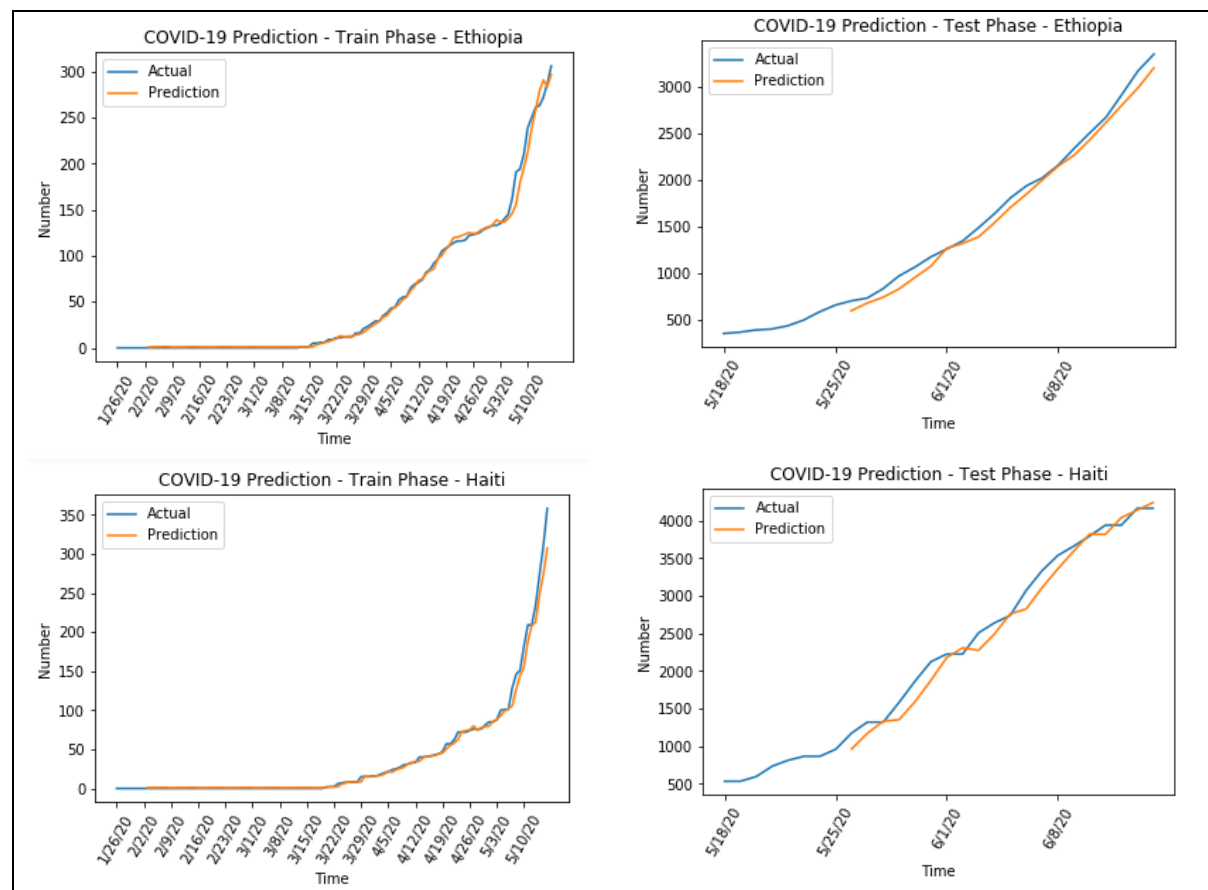 COVID-19 Prediction - Train Phase - Ethiopia
Actual
Prediction
300
250
200
150
100
50
0
Number
1/26/20 2/2/20 2/9/20 2/16/20 2/23/20 3/1/20 3/8/20 3/15/20 3/22/20 3/29/20 4/5/20 4/12/20 4/19/20 4/26/20 5/3/20 5/10/20
Time
COVID-19 Prediction - Test Phase - Ethiopia
Actual
Prediction
3000
2500
2000
1500
1000
500
Number
5/18/20 5/25/20 6/1/20 6/8/20
Time
COVID-19 Prediction - Train Phase - Haiti
Actual
Prediction
350
300
250
200
150
100
50
0
Number
1/26/20 2/2/20 2/9/20 2/16/20 2/23/20 3/1/20 3/8/20 3/15/20 3/22/20 3/29/20 4/5/20 4/12/20 4/19/20 4/26/20 5/3/20 5/10/20
Time
COVID-19 Prediction - Test Phase - Haiti
Actual
Prediction
4000
3500
3000
2500
2000
1500
1000
500
Number
5/18/20 5/25/20 6/1/20 6/8/20
Time